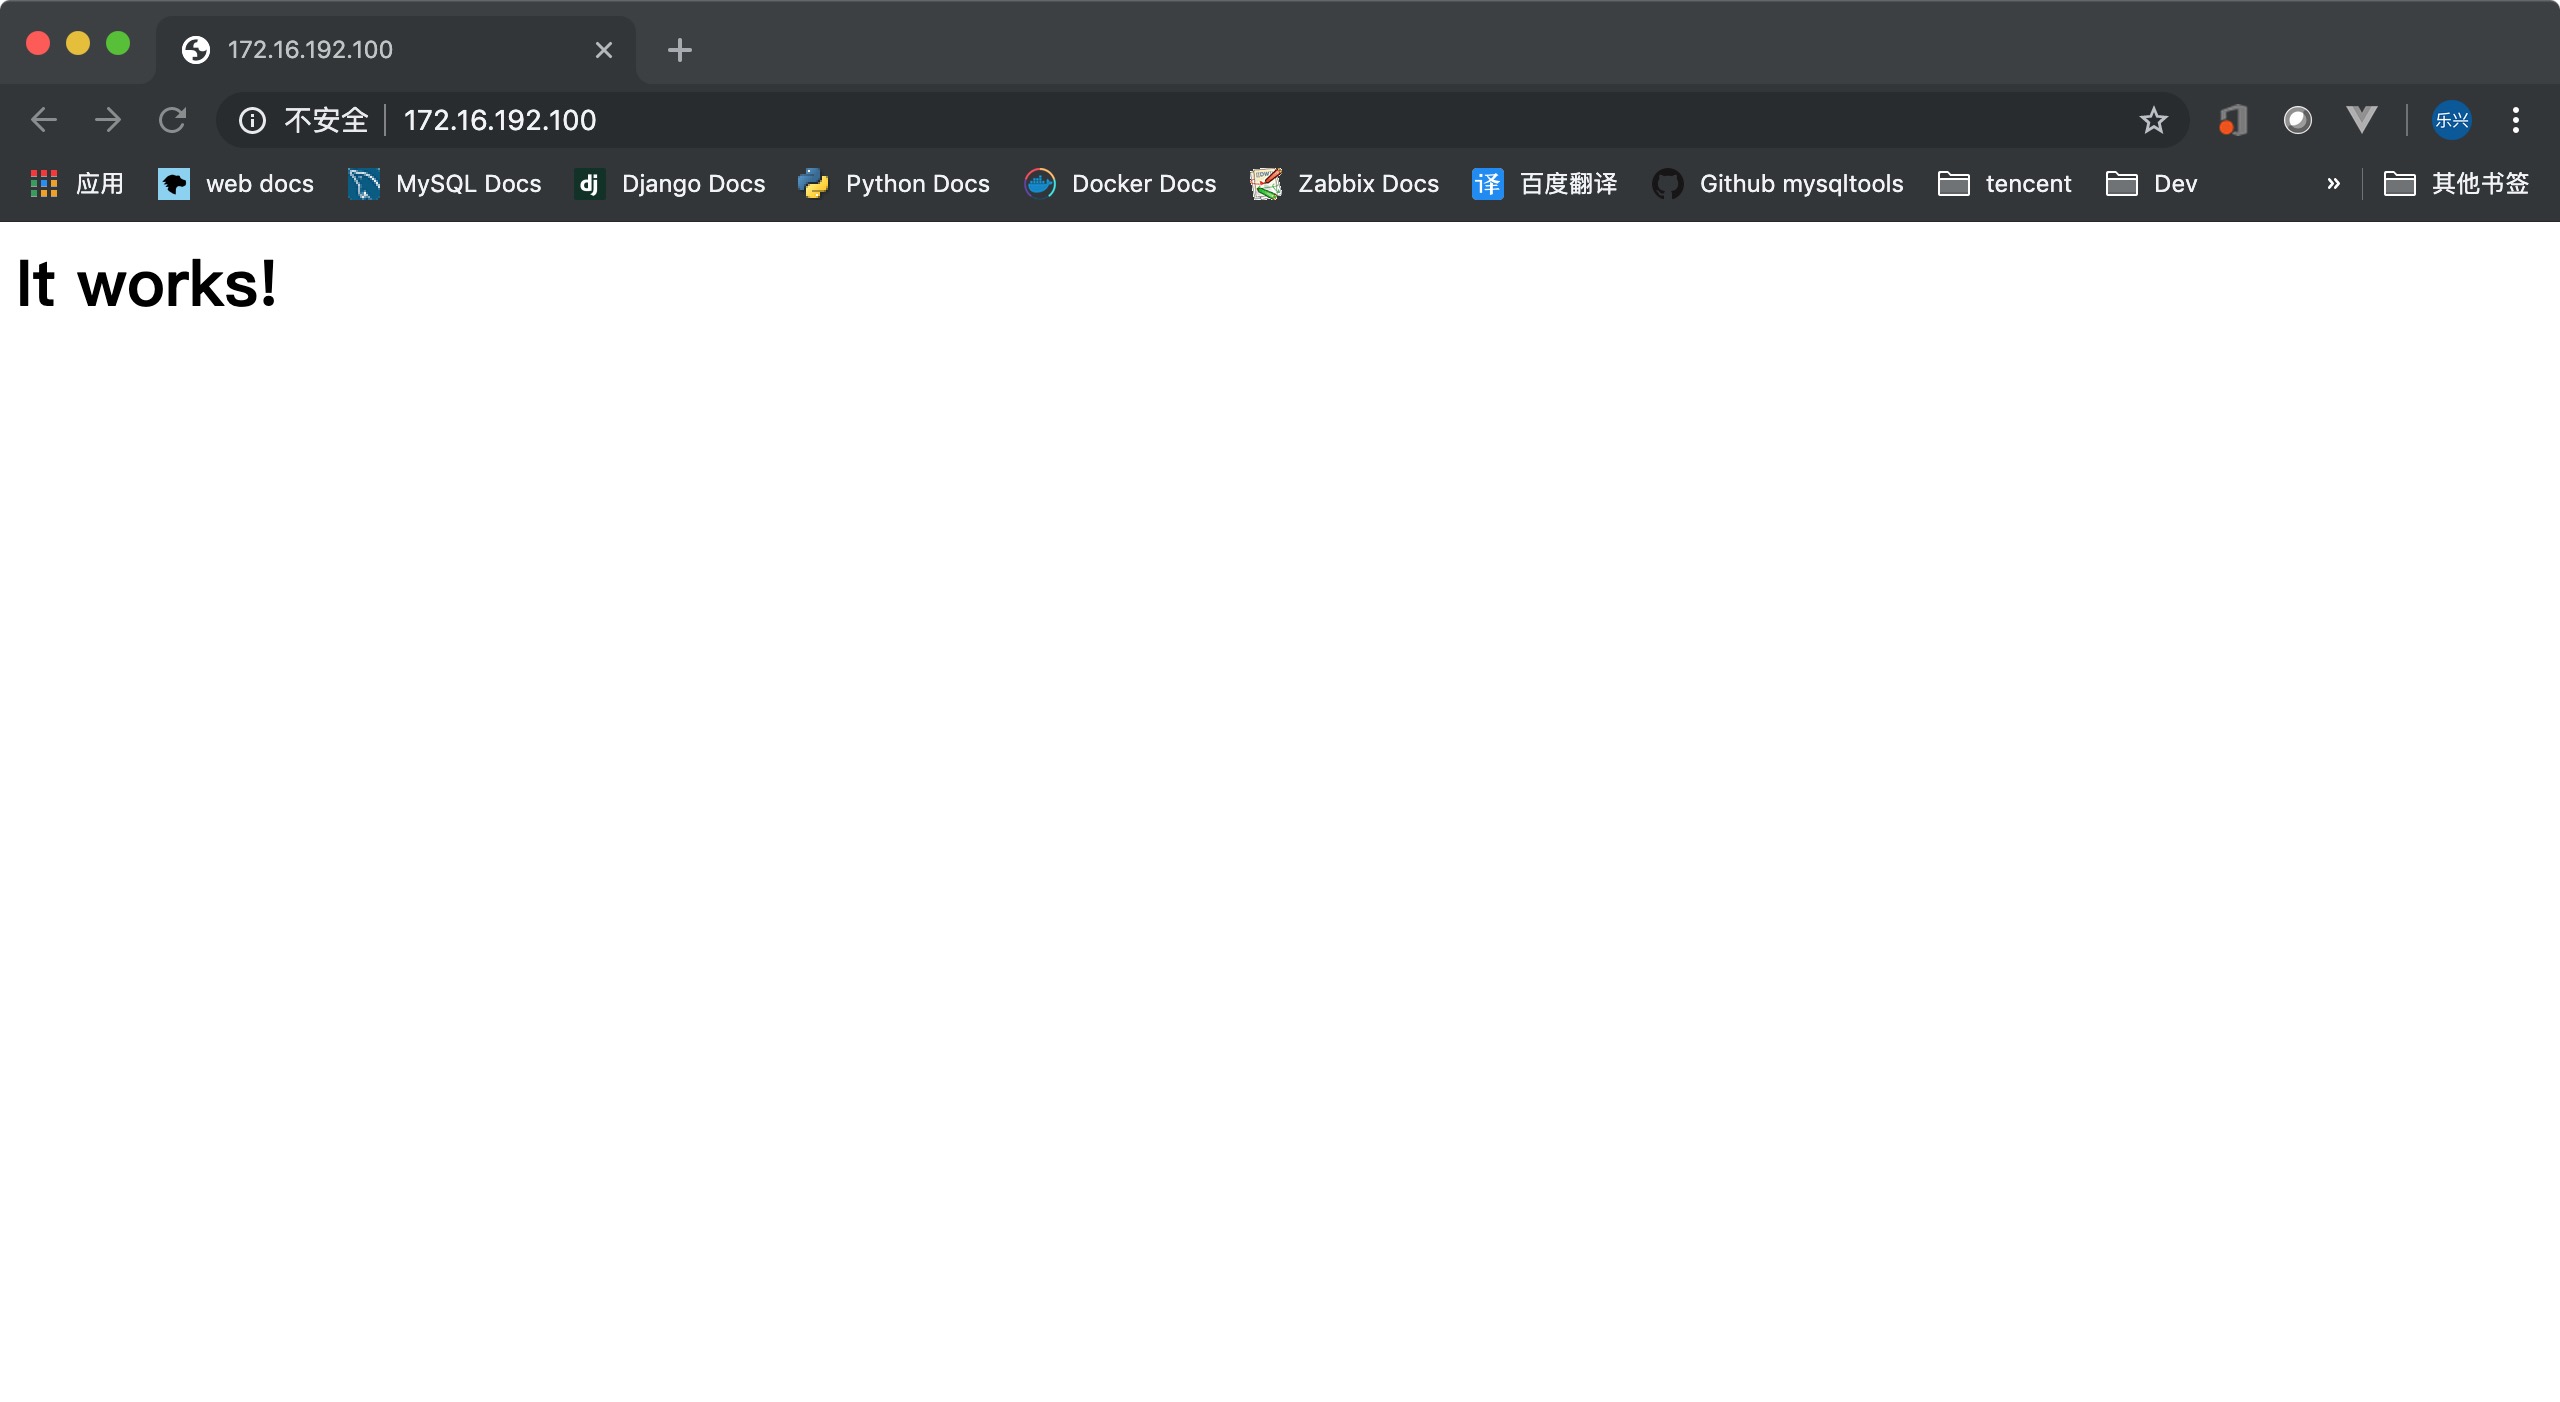 172.16.192.100
不安全 172.16.192.100
应用 web docs MySQL Docs dj Django Docs Python Docs Docker Docs Zabbix Docs 译 百度翻译 Github mysqltools tencent Dev » 其他书签
乐兴
It works!